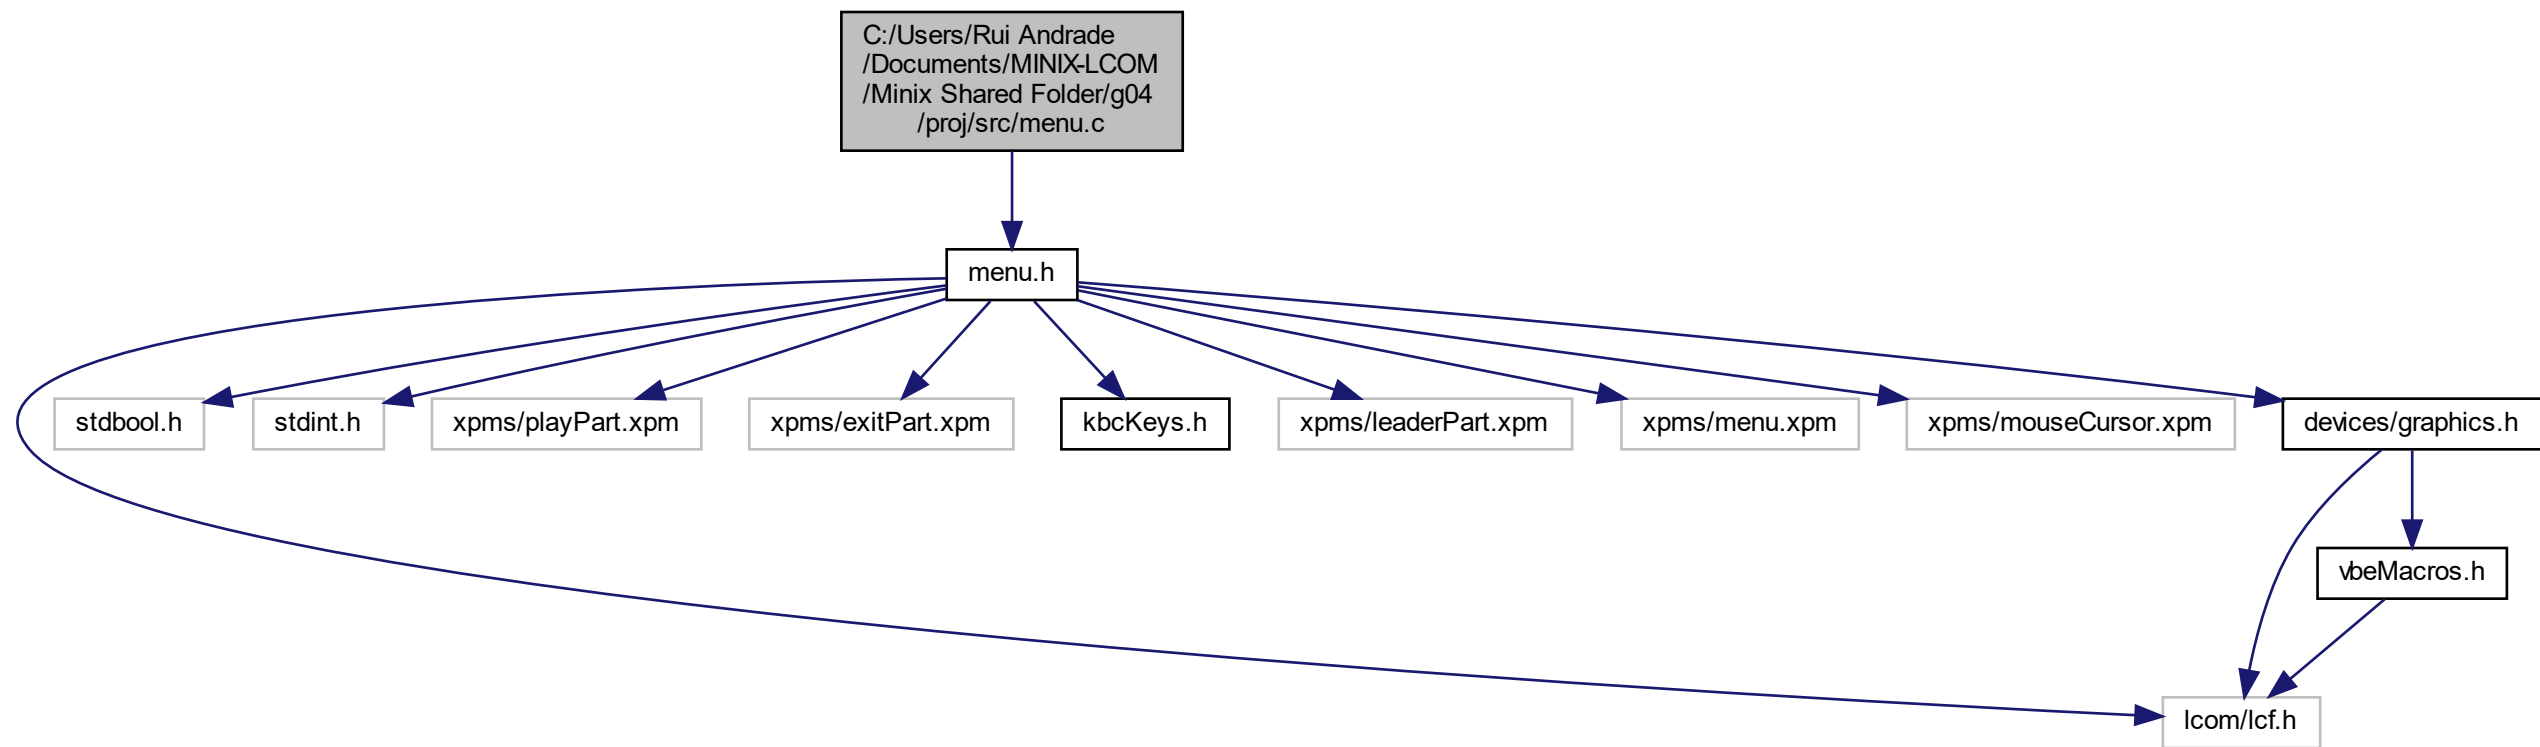 C:/Users/Rui Andrade
/Documents/MINIX-LCOM
/Minix Shared Folder/g04
/proj/src/menu.c
menu.h
stdbool.h
stdint.h
xpms/playPart.xpm
xpms/exitPart.xpm
kbcKeys.h
xpms/leaderPart.xpm
xpms/menu.xpm
xpms/mouseCursor.xpm
devices/graphics.h
vbeMacros.h
lcom/lcf.h